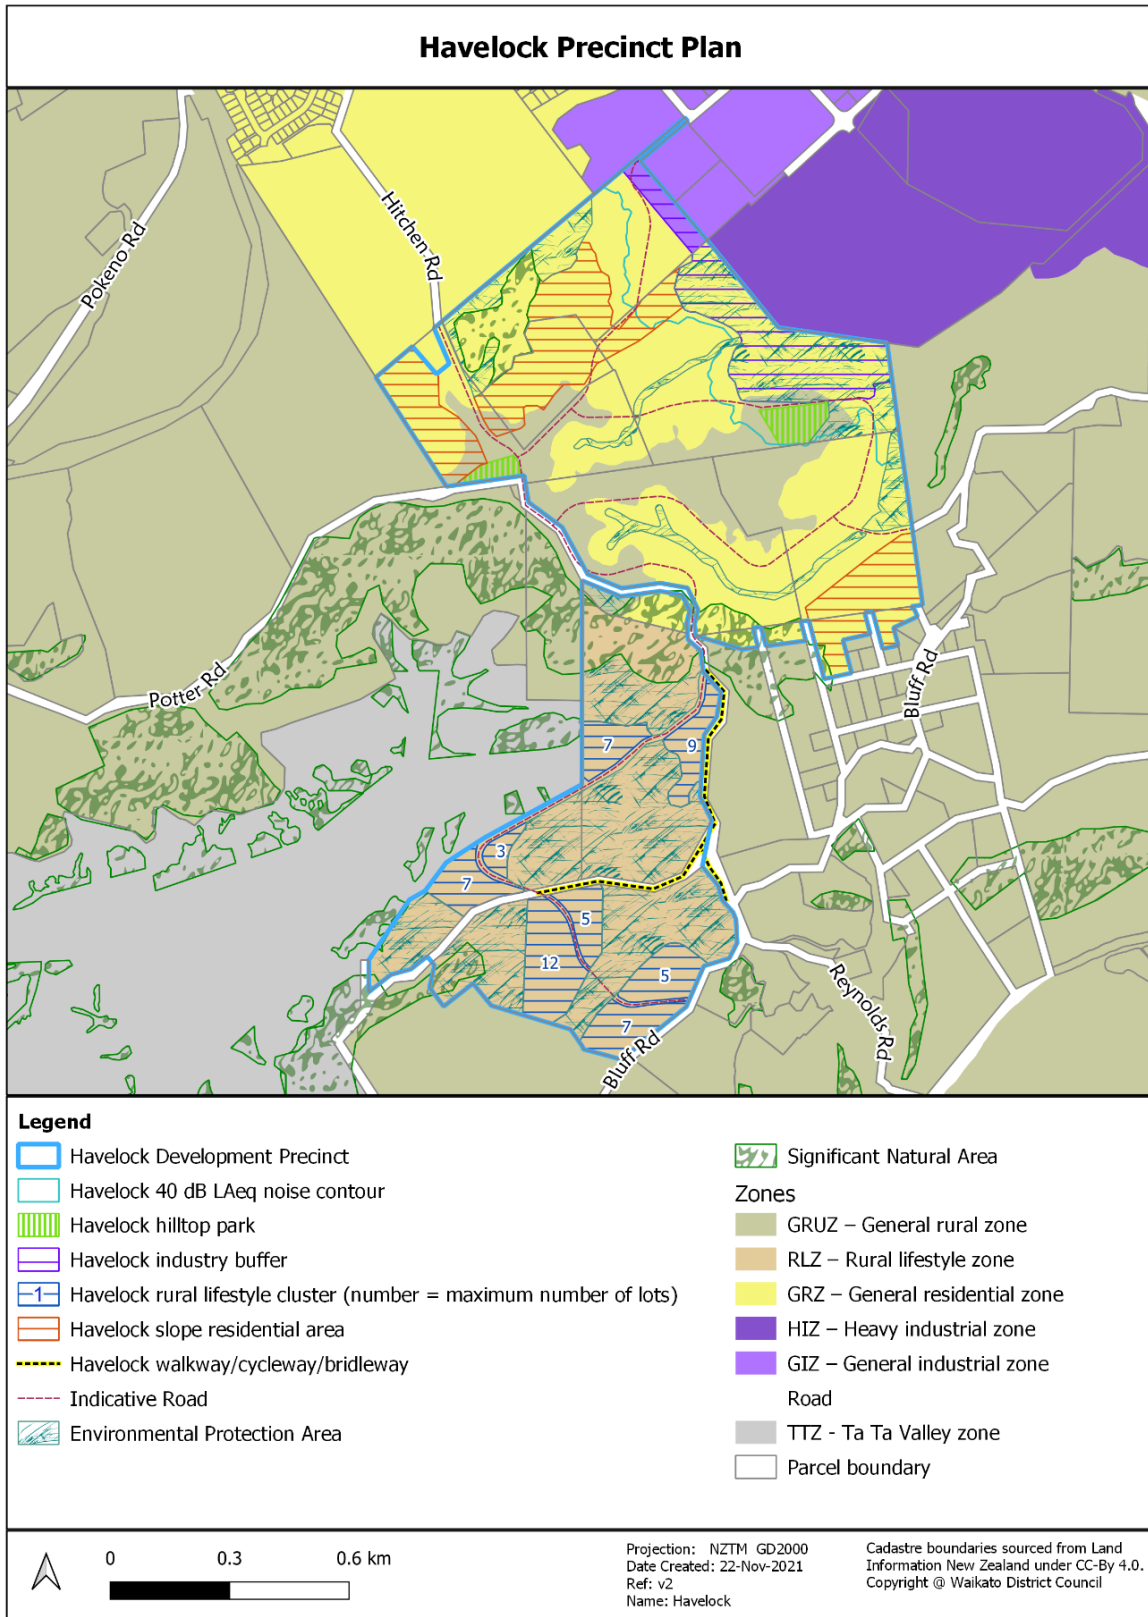 Havelock Precinct Plan
Pokeno Rd
Hitchen Rd
Potter Rd
Bluff Rd
7
9
3
7
5
12
5
7
Reynolds Rd
Bluff Rd
Legend
Havelock Development Precinct
Havelock 40 dB LAeq noise contour
Havelock hilltop park
Havelock industry buffer
1
Havelock rural lifestyle cluster (number = maximum number of lots)
Havelock slope residential area
Havelock walkway/cycleway/bridleway
Indicative Road
Environmental Protection Area
Significant Natural Area
Zones
GRUZ – General rural zone
RLZ – Rural lifestyle zone
GRZ – General residential zone
HIZ – Heavy industrial zone
GIZ – General industrial zone
Road
TTZ - Ta Ta Valley zone
Parcel boundary
0 0.3 0.6 km
Projection: NZTM GD2000
Date Created: 22-Nov-2021
Ref: v2
Name: Havelock
Cadastre boundaries sourced from Land
Information New Zealand under CC-By 4.0.
Copyright @ Waikato District Council